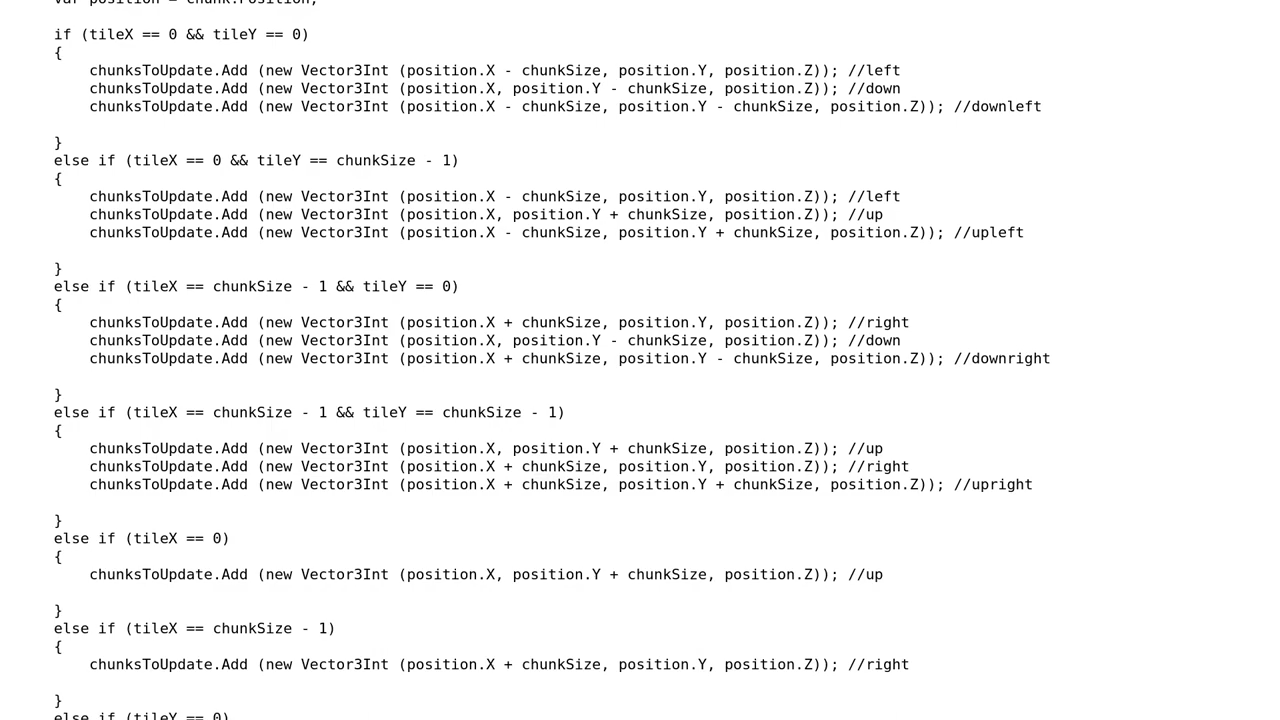 var position = chunk.Position;
if (tileX == 0 && tileY == 0)
{
chunksToUpdate.Add (new Vector3Int (position.X - chunkSize, position.Y, position.Z)); //left
chunksToUpdate.Add (new Vector3Int (position.X, position.Y - chunkSize, position.Z)); //down
chunksToUpdate.Add (new Vector3Int (position.X - chunkSize, position.Y - chunkSize, position.Z)); //downleft
}
else if (tileX == 0 && tileY == chunkSize - 1)
{
chunksToUpdate.Add (new Vector3Int (position.X - chunkSize, position.Y, position.Z)); //left
chunksToUpdate.Add (new Vector3Int (position.X, position.Y + chunkSize, position.Z)); //up
chunksToUpdate.Add (new Vector3Int (position.X - chunkSize, position.Y + chunkSize, position.Z)); //upleft
}
else if (tileX == chunkSize - 1 && tileY == 0)
{
chunksToUpdate.Add (new Vector3Int (position.X + chunkSize, position.Y, position.Z)); //right
chunksToUpdate.Add (new Vector3Int (position.X, position.Y - chunkSize, position.Z)); //down
chunksToUpdate.Add (new Vector3Int (position.X + chunkSize, position.Y - chunkSize, position.Z)); //downright
}
else if (tileX == chunkSize - 1 && tileY == chunkSize - 1)
{
chunksToUpdate.Add (new Vector3Int (position.X, position.Y + chunkSize, position.Z)); //up
chunksToUpdate.Add (new Vector3Int (position.X + chunkSize, position.Y, position.Z)); //right
chunksToUpdate.Add (new Vector3Int (position.X + chunkSize, position.Y + chunkSize, position.Z)); //upright
}
else if (tileX == 0)
{
chunksToUpdate.Add (new Vector3Int (position.X, position.Y + chunkSize, position.Z)); //up
}
else if (tileX == chunkSize - 1)
{
chunksToUpdate.Add (new Vector3Int (position.X + chunkSize, position.Y, position.Z)); //right
}
else if (tileY == 0)